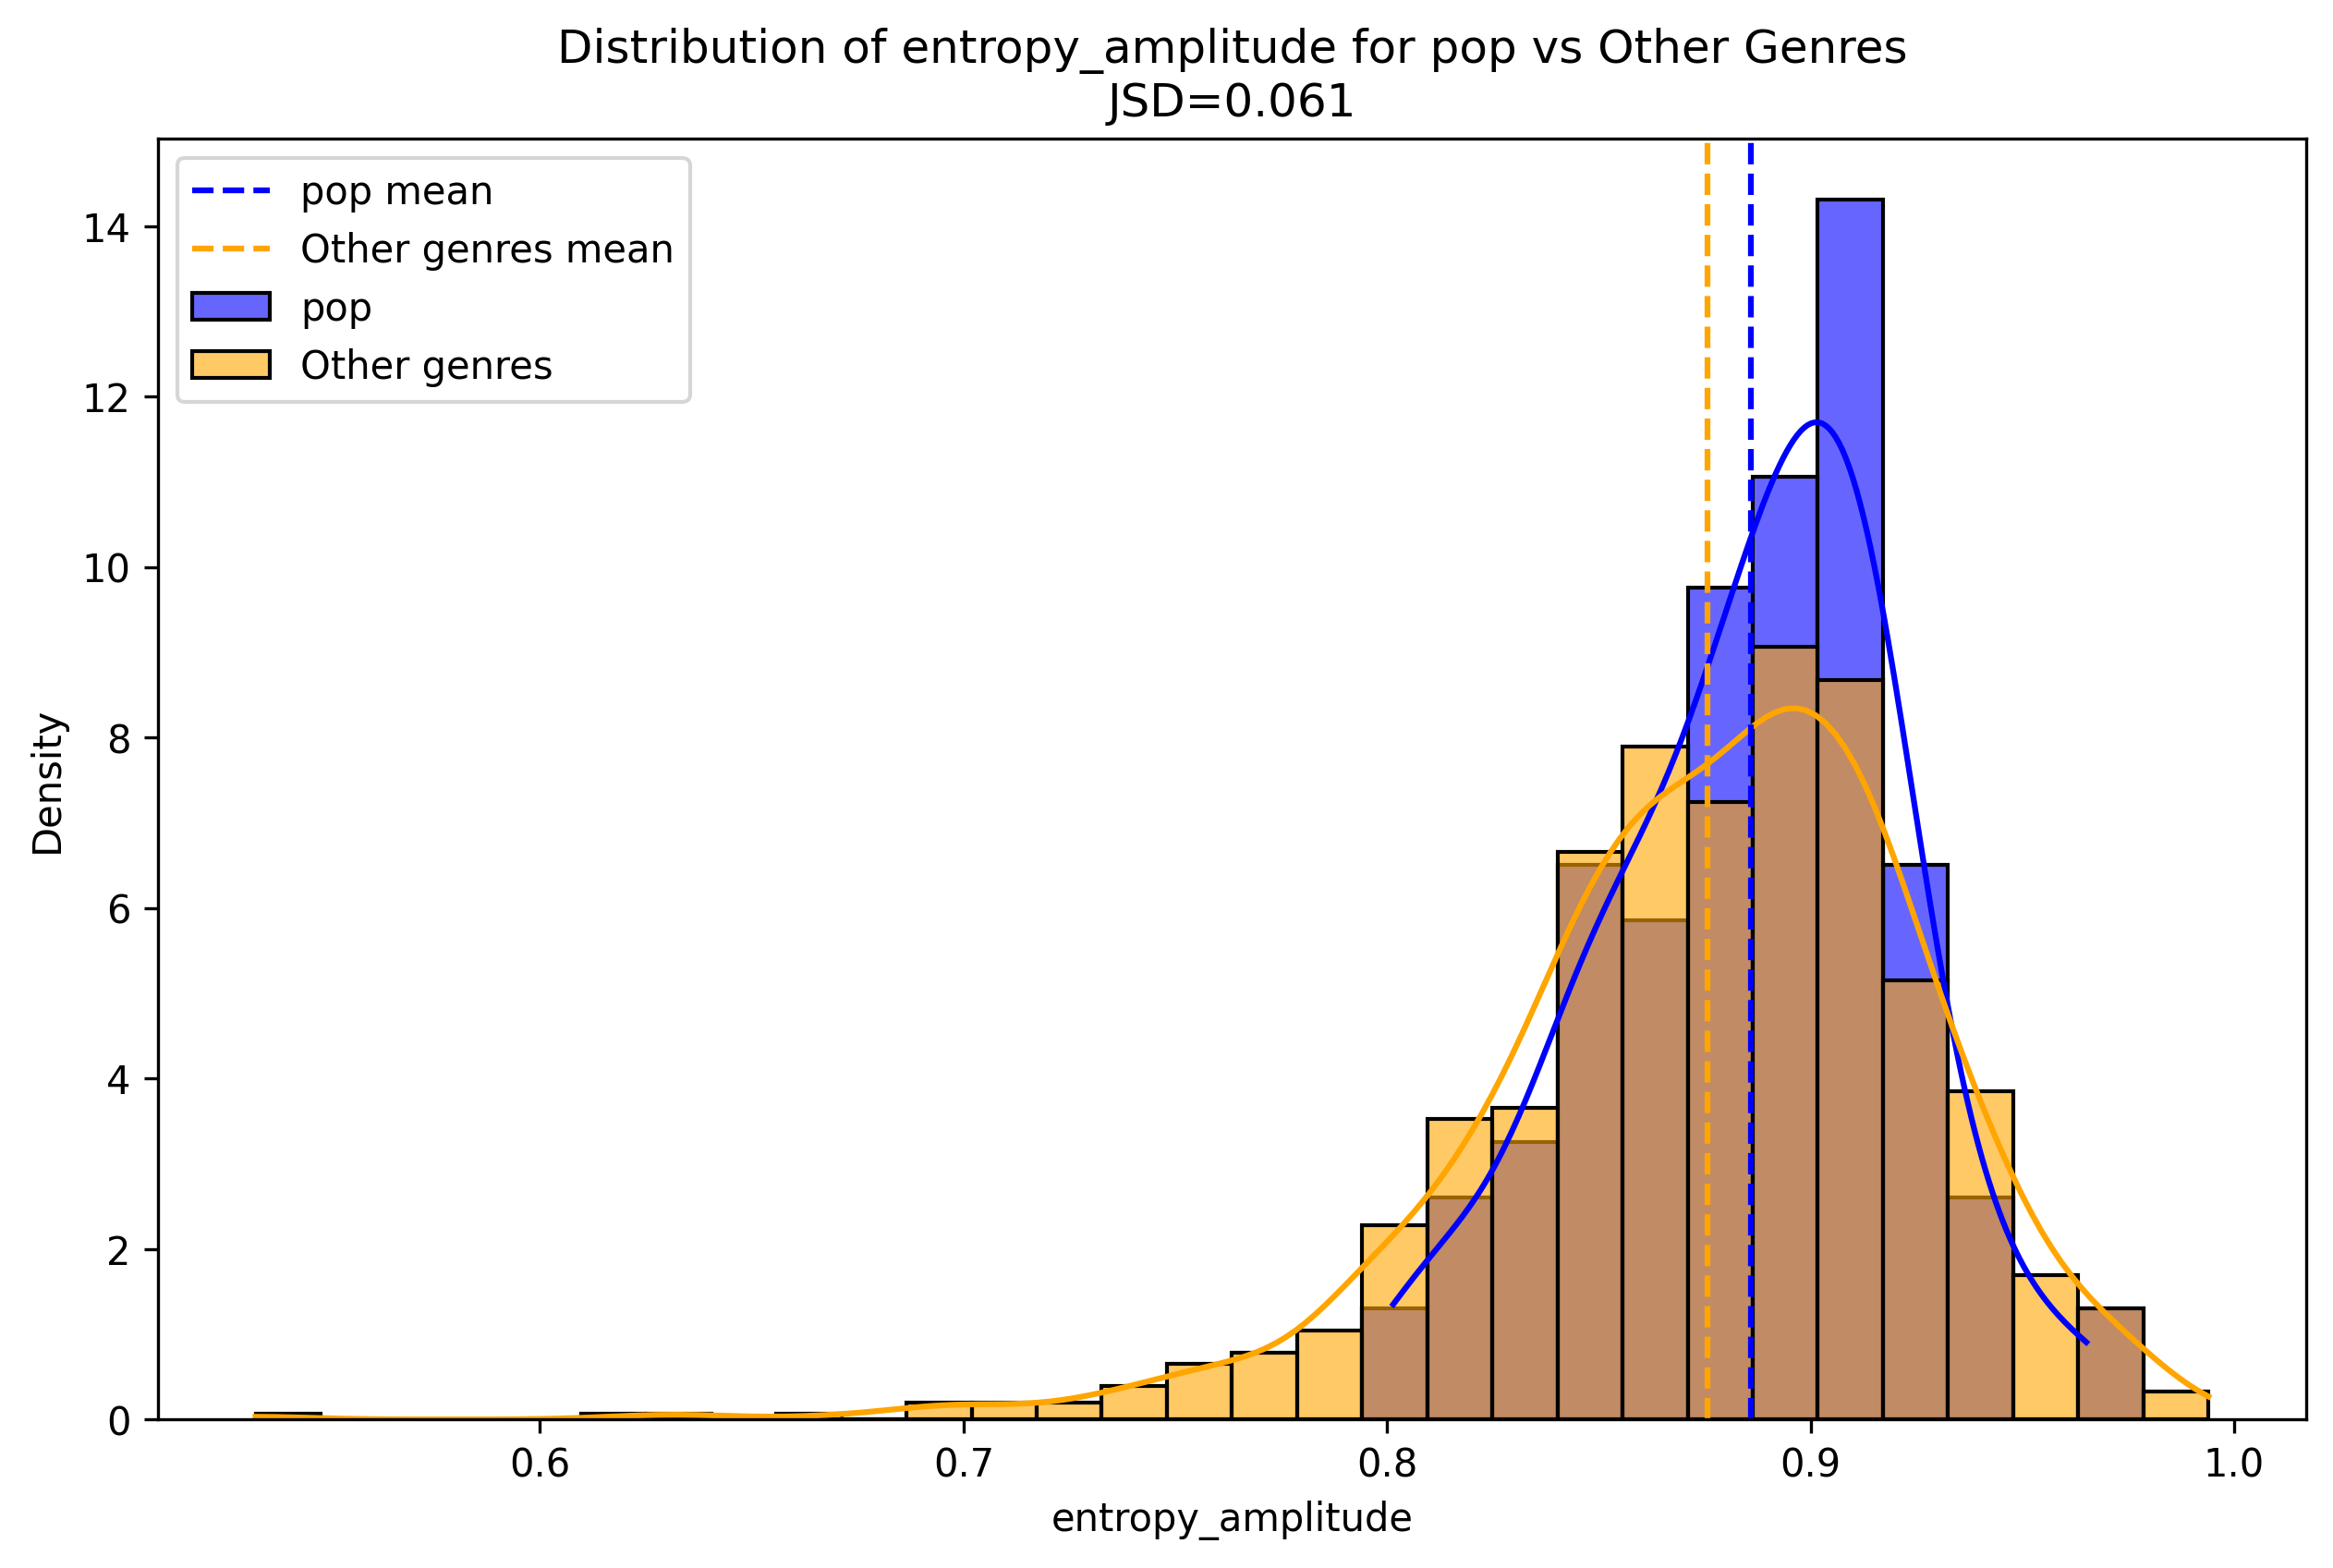 Distribution of entropy_amplitude for pop vs Other Genres
JSD=0.061
pop mean
Other genres mean
pop
Other genres
Density
14
12
10
8
6
4
2
0
0.6
0.7
0.8
0.9
1.0
entropy_amplitude